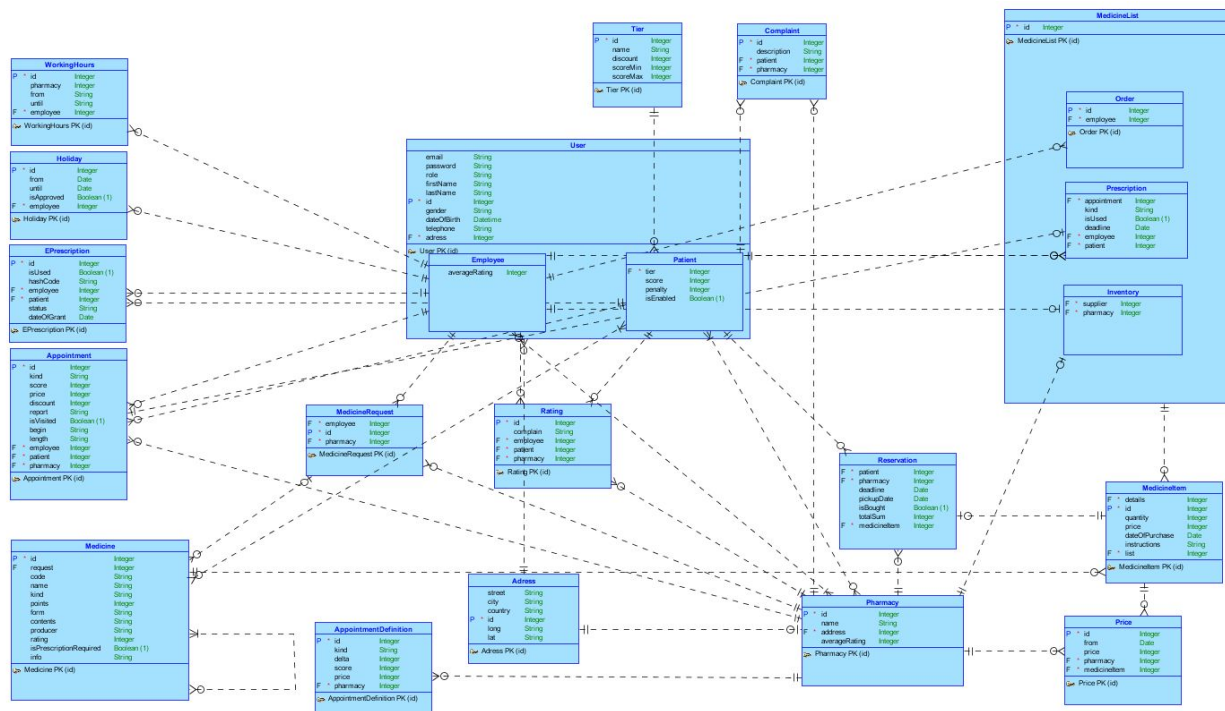 Tier
P * id Integer
name String
discount Integer
scoreMin Integer
scoreMax Integer
Tier PK (id)
Complaint
P * id Integer
description String
F * patient Integer
F * pharmacy Integer
Complaint PK (id)
MedicineList
P * id Integer
MedicineList PK (id)
WorkingHours
P * id Integer
pharmacy Integer
from String
until String
F * employee Integer
WorkingHours PK (id)
Order
P * id Integer
F * employee Integer
Order PK (id)
User
email String
password String
role String
firstName String
lastName String
P * id Integer
gender String
dateOfBirth Datetime
telephone String
F * adress Integer
User PK (id)
Holiday
P * id Integer
from Date
until Date
isApproved Boolean (1)
F * employee Integer
Holiday PK (id)
Prescription
F * appointment Integer
kind String
isUsed Boolean (1)
deadline Date
F * employee Integer
F * patient Integer
EPrescription
P * id Integer
isUsed Boolean (1)
hashCode String
F * employee Integer
F * patient Integer
status String
dateOfGrant Date
EPrescription PK (id)
Employee
averageRating Integer
Patient
F * tier Integer
score Integer
penalty Integer
isEnabled Boolean (1)
Inventory
F * supplier Integer
F * pharmacy Integer
Appointment
P * id Integer
kind String
score Integer
price Integer
discount Integer
report String
isVisited Boolean (1)
begin String
length String
F * employee Integer
F * patient Integer
F * pharmacy Integer
Appointment PK (id)
MedicineRequest
F * employee Integer
P * id Integer
F * pharmacy Integer
MedicineRequest PK (id)
Rating
P * id Integer
complain String
F * employee Integer
F * patient Integer
F * pharmacy Integer
Rating PK (id)
Reservation
F * patient Integer
F * pharmacy Integer
deadline Date
pickupDate Date
isBought Boolean (1)
totalSum Integer
F * medicineItem Integer
MedicineItem
F * details Integer
P * id Integer
quantity Integer
price Integer
dateOfPurchase Date
instructions String
F * list Integer
MedicineItem PK (id)
Medicine
P * id Integer
F request Integer
code String
name String
kind String
points Integer
form String
contents String
producer String
rating Integer
isPrescriptionRequired Boolean (1)
info String
Medicine PK (id)
Adress
street String
city String
country String
P * id Integer
long String
lat String
Adress PK (id)
AppointmentDefinition
P * id Integer
kind String
delta Integer
score Integer
price Integer
F * pharmacy Integer
AppointmentDefinition PK (id)
Pharmacy
P * id Integer
name String
F * address Integer
averageRating Integer
Pharmacy PK (id)
Price
P * id Integer
from Date
price Integer
F * pharmacy Integer
F * medicineItem Integer
Price PK (id)